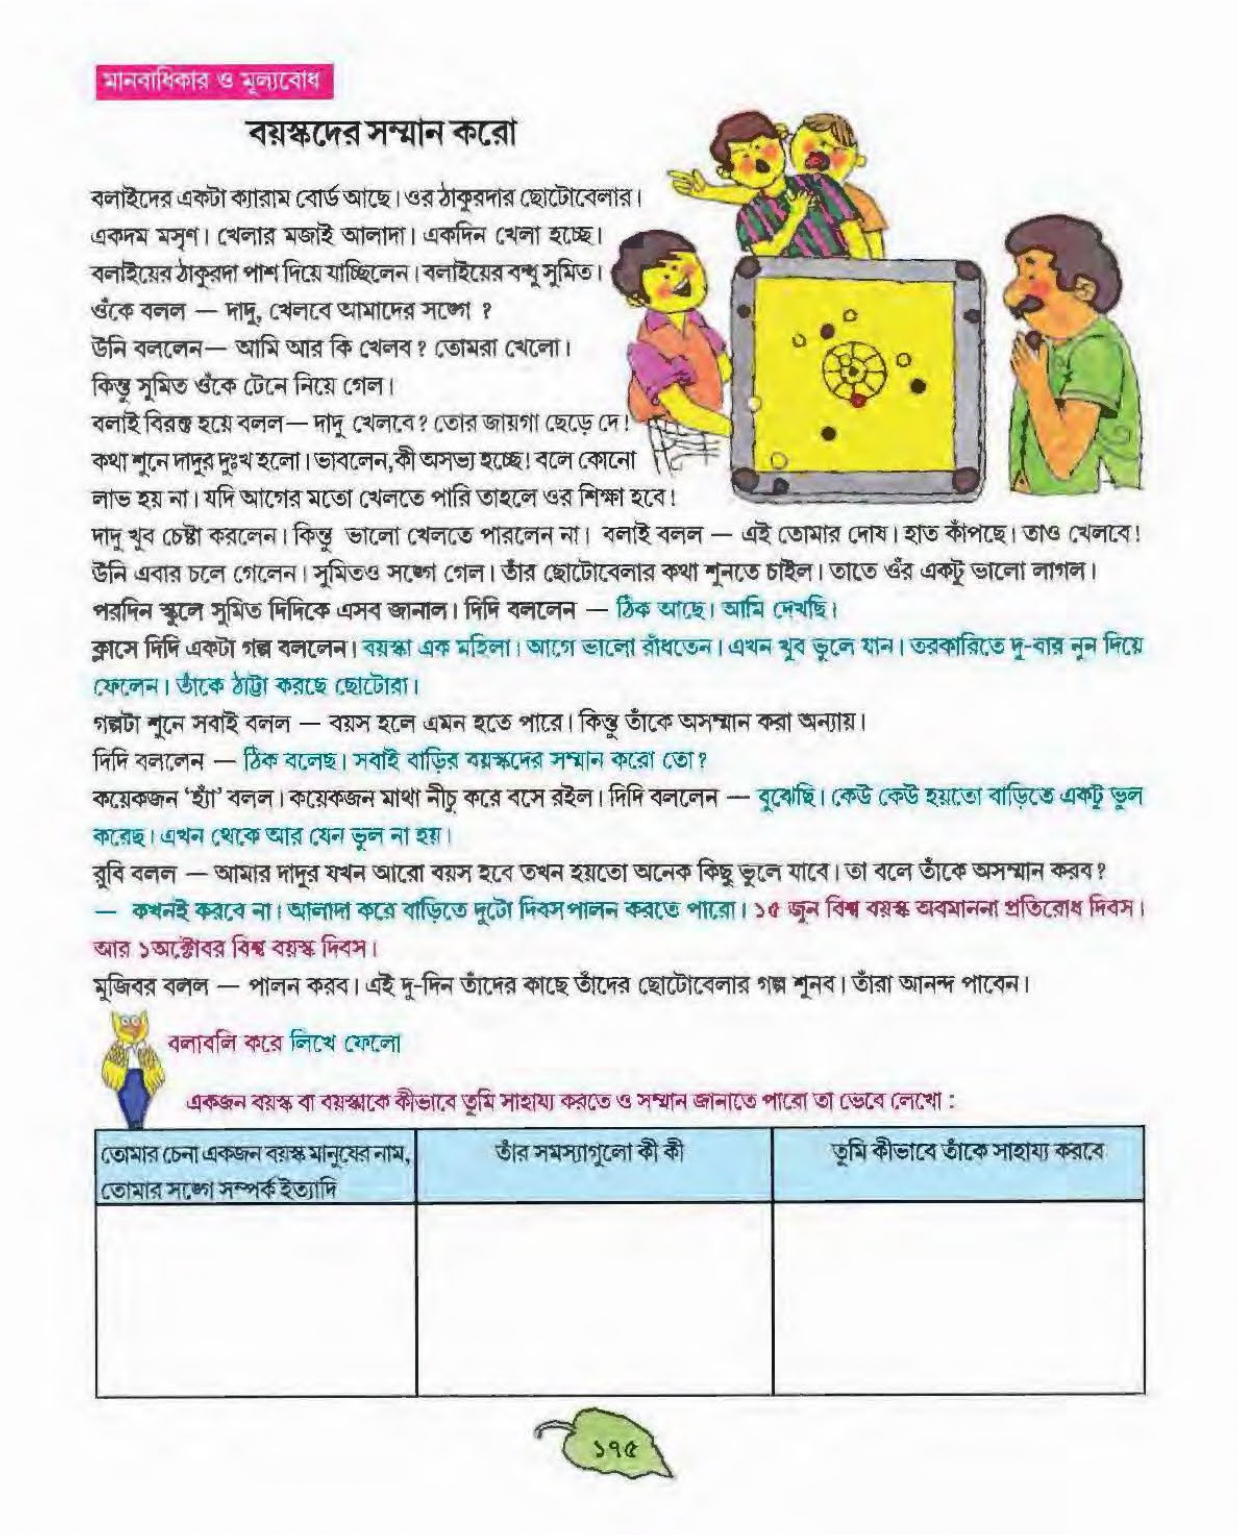 মানবাধিকার ও মূল্যবোধ
বয়স্কদের সম্মান করো
বলাইদের একটা ক্যারাম বোর্ড আছে। ওর ঠাকুরদার ছোটোবেলার।
একদম মসৃণ। খেলার মজাই আলাদা। একদিন খেলা হচ্ছে।
বলাইয়ের ঠাকুরদা পাশ দিয়ে যাচ্ছিলেন। বলাইয়ের বন্ধু সুমিত।
ওঁকে বলল — দাদু, খেলবে আমাদের সঙ্গে ?
উনি বললেন— আমি আর কি খেলব? তোমরা খেলো।
কিন্তু সুমিত ওঁকে টেনে নিয়ে গেল।
বলাই বিরক্ত হয়ে বলল— দাদু খেলবে? তোর জায়গা ছেড়ে দে!
কথা শুনে দাদুর দুঃখ হলো। ভাবলেন,কী অসভ্য হচ্ছে! বলে কোনো
লাভ হয় না। যদি আগের মতো খেলতে পারি তাহলে ওর শিক্ষা হবে!
দাদু খুব চেষ্টা করলেন। কিন্তু ভালো খেলতে পারলেন না। বলাই বলল — এই তোমার দোষ। হাত কাঁপছে। তাও খেলবে!
উনি এবার চলে গেলেন। সুমিতও সঙ্গে গেল। তাঁর ছোটোবেলার কথা শুনতে চাইল। তাতে ওঁর একটু ভালো লাগল।
পরদিন স্কুলে সুমিত দিদিকে এসব জানাল। দিদি বললেন — ঠিক আছে। আমি দেখছি।
ক্লাসে দিদি একটা গল্প বললেন। বয়স্কা এক মহিলা। আগে ভালো রাঁধতেন। এখন খুব ভুলে যান। তরকারিতে দু-বার নুন দিয়ে
ফেলেন। তাঁকে ঠাট্টা করছে ছোটোরা।
গল্পটা শুনে সবাই বলল — বয়স হলে এমন হতে পারে। কিন্তু তাঁকে অসম্মান করা অন্যায়।
দিদি বললেন — ঠিক বলেছ। সবাই বাড়ির বয়স্কদের সম্মান করো তো?
কয়েকজন ‘হ্যাঁ’ বলল। কয়েকজন মাথা নীচু করে বসে রইল। দিদি বললেন — বুঝেছি। কেউ কেউ হয়তো বাড়িতে একটু ভুল
করেছ। এখন থেকে আর যেন ভুল না হয়।
রুবি বলল — আমার দাদুর যখন আরো বয়স হবে তখন হয়তো অনেক কিছু ভুলে যাবে। তা বলে তাঁকে অসম্মান করব?
— কখনই করবে না। আলাদা করে বাড়িতে দুটো দিবস পালন করতে পারো। ১৫ জুন বিশ্ব বয়স্ক অবমাননা প্রতিরোধ দিবস।
আর ১অক্টোবর বিশ্ব বয়স্ক দিবস।
মুজিবর বলল — পালন করব। এই দু-দিন তাঁদের কাছে তাঁদের ছোটোবেলার গল্প শুনব। তাঁরা আনন্দ পাবেন।
বলাবলি করে লিখে ফেলো
একজন বয়স্ক বা বয়স্কাকে কীভাবে তুমি সাহায্য করতে ও সম্মান জানাতে পারো তা ভেবে লেখো :
তোমার চেনা একজন বয়স্ক মানুষের নাম,
তোমার সঙ্গে সম্পর্ক ইত্যাদি
তাঁর সমস্যাগুলো কী কী
তুমি কীভাবে তাঁকে সাহায্য করবে
১৭৫